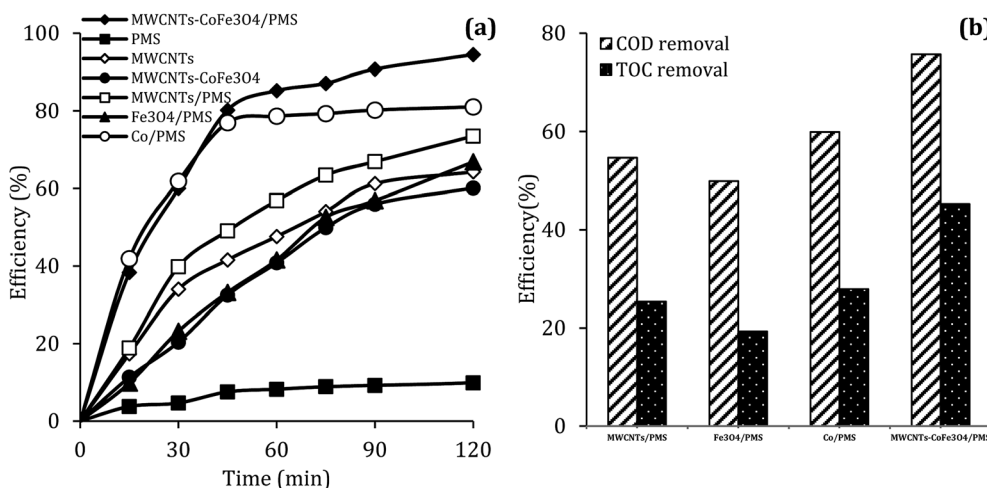 (a)
MWCNTs-CoFe3O4/PMS
PMS
MWCNTs
MWCNTs-CoFe3O4
MWCNTs/PMS
Fe3O4/PMS
Co/PMS
100
80
60
40
20
0
Efficiency (%)
0 30 60 90 120
Time (min)
(b)
COD removal
TOC removal
80
60
40
20
0
Efficiency(%)
MWCNTs/PMS Fe3O4/PMS Co/PMS MWCNTs-CoFe3O4/PMS